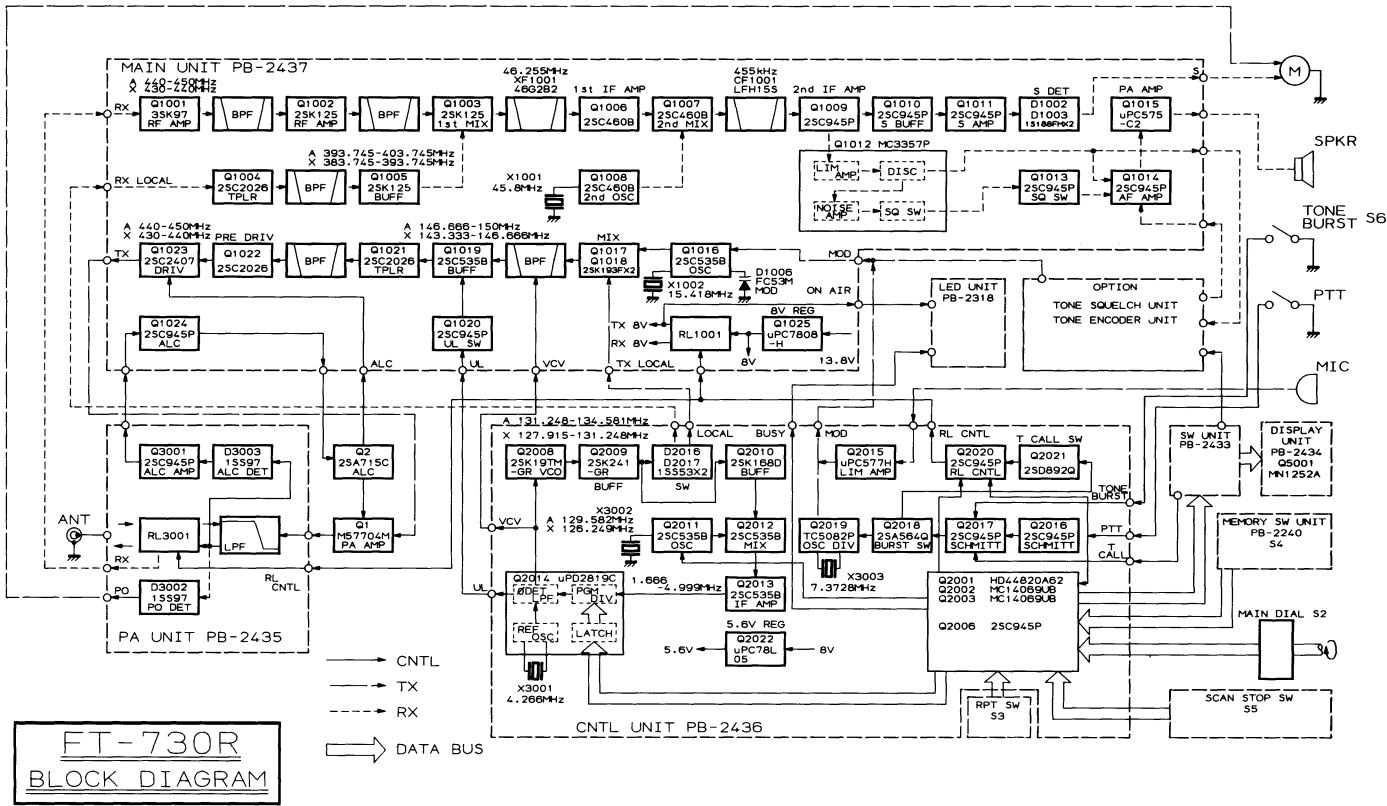 MAIN UNIT PB-2437
A 440-450MHz
X 430-440MHz
RX
Q1001
3SK97
RF AMP
BPF
Q1002
2SK125
RF AMP
BPF
Q1003
2SK125
1st MIX
46.255MHz
XF1001
46G2B2
1st IF AMP
Q1006
2SC460B
Q1007
2SC460B
2nd MIX
455kHz
CF1001
LFH15S
2nd IF AMP
Q1009
2SC945P
Q1010
2SC945P
S BUFF
Q1011
2SC945P
S AMP
S DET
D1002
D1003
1S188FMX2
PA AMP
Q1015
uPC575
-C2
S
M
SPKR
A 393.745-403.745MHz
X 383.745-393.745MHz
RX LOCAL
Q1004
2SC2026
TPLR
BPF
Q1005
2SK125
BUFF
X1001
45.8MHz
Q1008
2SC460B
2nd OSC
Q1012 MC3357P
LIM
AMP
DISC
NOISE
AMP
SQ SW
Q1013
2SC945P
SQ SW
Q1014
2SC945P
AF AMP
TONE
BURST S6
A 440-450MHz
X 430-440MHz
TX
Q1023
2SC2407
DRIV
PRE DRIV
Q1022
2SC2026
BPF
A 146.666-150MHz
X 143.333-146.666MHz
Q1021
2SC2026
TPLR
Q1019
2SC535B
BUFF
BPF
MIX
Q1017
Q1018
2SK193FX2
Q1016
2SC535B
OSC
X1002
15.418MHz
D1006
FC53M
MOD
MOD
ON AIR
LED UNIT
PB-2318
OPTION
TONE SQUELCH UNIT
TONE ENCODER UNIT
PTT
Q1024
2SC945P
ALC
Q1020
2SC945P
UL SW
TX 8V
RX 8V
RL1001
8V REG
Q1025
uPC7808
-H
8V
13.8V
ALC
UL
VCV
TX LOCAL
MIC
A 131.248-134.581MHz
X 127.915-131.248MHz
LOCAL
BUSY
MOD
RL CNTL
T CALL SW
Q3001
2SC945P
ALC AMP
D3003
1SS97
ALC DET
Q2
2SA715C
ALC
Q2008
2SK19TM
-GR VCO
Q2009
2SK241
-GR
BUFF
D2016
D2017
1S553X2
SW
Q2010
2SK168D
BUFF
Q2015
uPC577H
LIM AMP
Q2020
2SC945P
RL CNTL
Q2021
2SD892Q
SW UNIT
PB-2433
DISPLAY
UNIT
PB-2434
Q5001
MN1252A
TONE
BURST
ANT
RL3001
LPF
Q1
M57704M
PA AMP
RX
RL
CNTL
VCV
X3002
A 129.582MHz
X 126.249MHz
Q2011
2SC535B
OSC
Q2012
2SC535B
MIX
Q2019
TC5082P
OSC DIV
Q2018
2SA564Q
BURST SW
Q2017
2SC945P
SCHMITT
Q2016
2SC945P
SCHMITT
PTT
T
CALL
MEMORY SW UNIT
PB-2240
S4
PO
D3002
1SS97
PO DET
PA UNIT PB-2435
UL
Q2014 uPD2819C
ØDET
LPF
PGM
DIV
REF
OSC
LATCH
X3001
4.266MHz
1.666
-4.999MHz
Q2013
2SC535B
IF AMP
X3003
7.3728MHz
5.6V REG
5.6V
Q2022
uPC78L
05
8V
Q2001 HD44820A62
Q2002 MC14069UB
Q2003 MC14069UB
Q2006 2SC945P
MAIN DIAL S2
RPT SW
S3
SCAN STOP SW
S5
CNTL UNIT PB-2436
CNTL
TX
RX
DATA BUS
FT-730R
BLOCK DIAGRAM